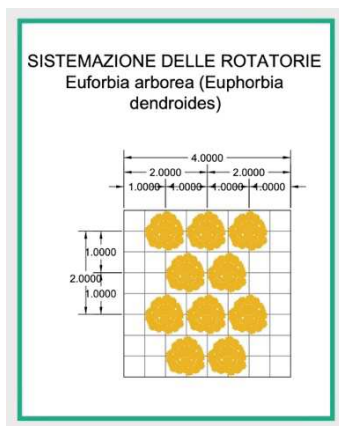 SISTEMAZIONE DELLE ROTATORIE
Euforbia arborea (Euphorbia
dendroides)
4.0000
2.0000 2.0000
1.0000 1.0000 1.0000 1.0000
1.0000
2.0000
1.0000